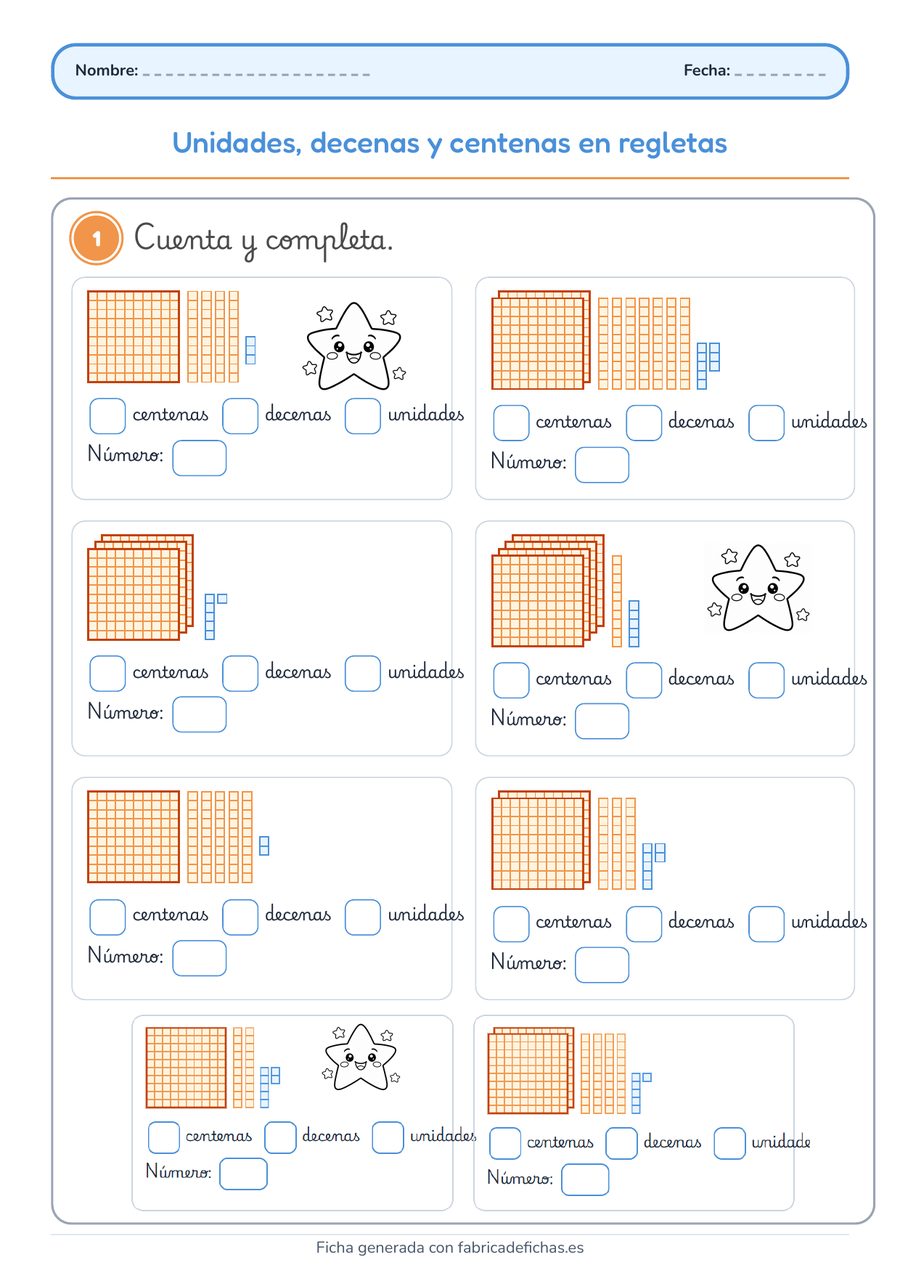 Nombre: Fecha:
Unidades, decenas y centenas en regletas
1 Cuenta y completa.
centenas decenas unidades
Número:
centenas decenas unidades
Número:
centenas decenas unidades
Número:
centenas decenas unidades
Número:
centenas decenas unidades
Número:
centenas decenas unidades
Número:
centenas decenas unidades
Número:
centenas decenas unidade
Número:
Ficha generada con fabricadefichas.es